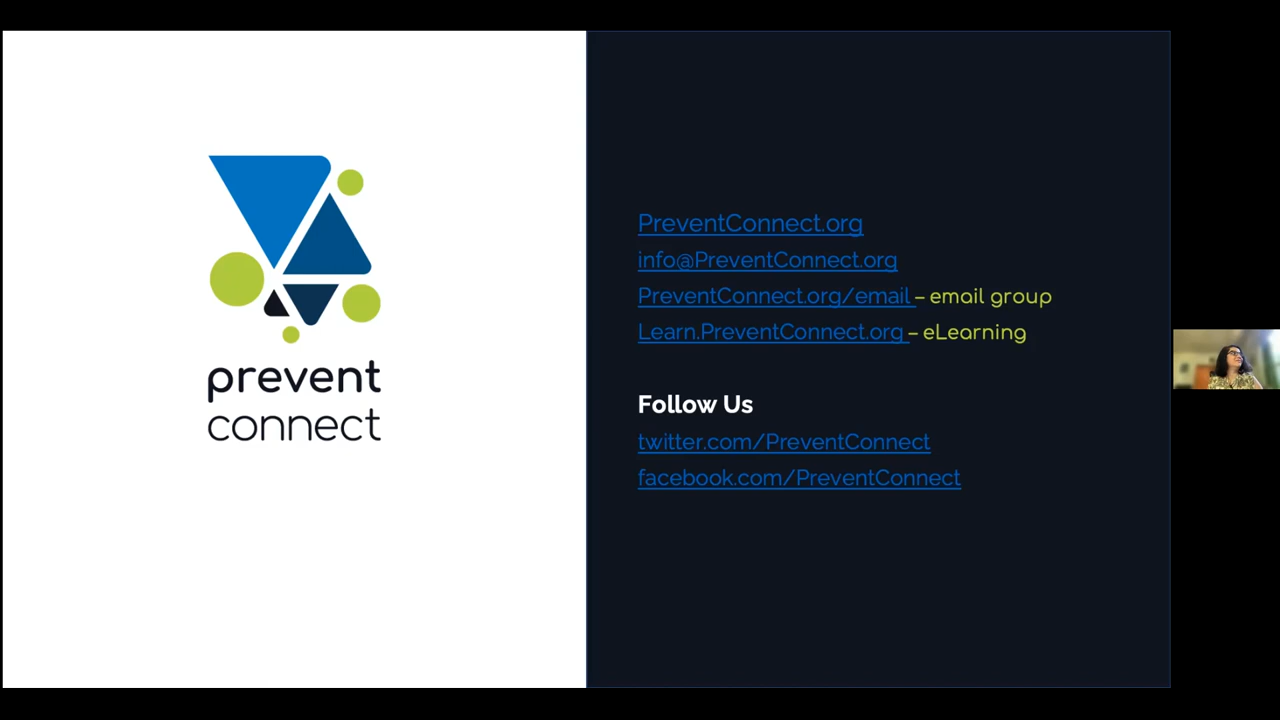 prevent
connect
PreventConnect.org
info@PreventConnect.org
PreventConnect.org/email – email group
Learn.PreventConnect.org – eLearning
Follow Us
twitter.com/PreventConnect
facebook.com/PreventConnect